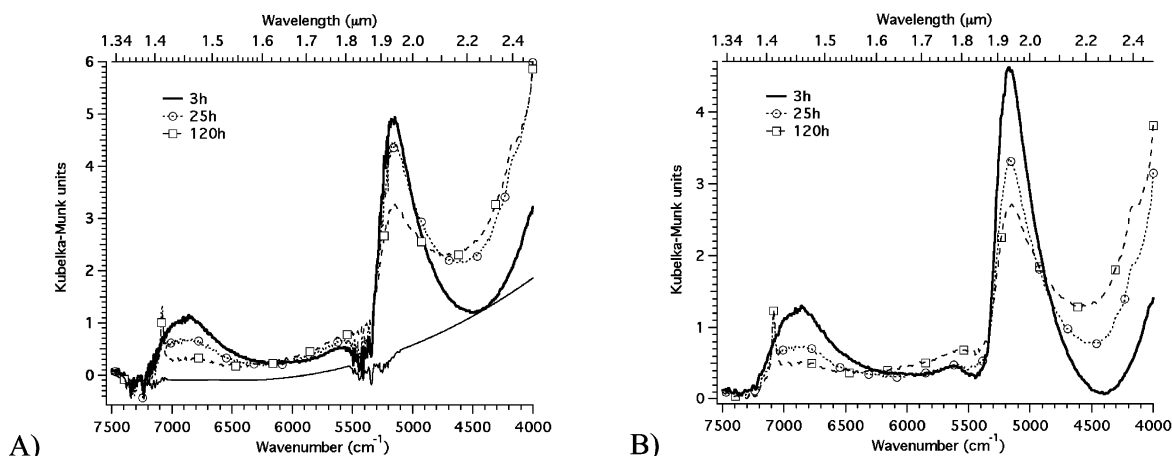 Wavelength (μm)
1.34 1.4 1.5 1.6 1.7 1.8 1.9 2.0 2.2 2.4
6
5
4
3
2
1
0
Kubelka-Munk units
3h
25h
120h
7500 7000 6500 6000 5500 5000 4500 4000
Wavenumber (cm⁻¹)
A)
Wavelength (μm)
1.34 1.4 1.5 1.6 1.7 1.8 1.9 2.0 2.2 2.4
4
3
2
1
0
Kubelka-Munk units
3h
25h
120h
7500 7000 6500 6000 5500 5000 4500 4000
Wavenumber (cm⁻¹)
B)